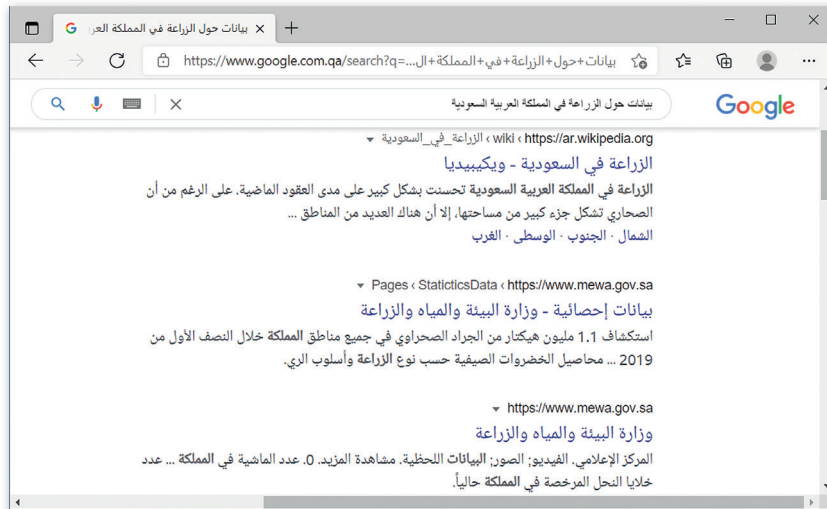 بيانات حول الزراعة في المملكة العر
https://www.google.com.qa/search?q=...بيانات+حول+الزراعة+في+المملكة+ال
Google
بيانات حول الزراعة في المملكة العربية السعودية
https://ar.wikipedia.org › wiki › الزراعة_في_السعودية
الزراعة في السعودية - ويكيبيديا
الزراعة في المملكة العربية السعودية تحسنت بشكل كبير على مدى العقود الماضية. على الرغم من أن
الصحاري تشكل جزء كبير من مساحتها، إلا أن هناك العديد من المناطق ...
الشمال · الجنوب · الوسطى · الغرب
https://www.mewa.gov.sa › StaticticsData › Pages
بيانات إحصائية - وزارة البيئة والمياه والزراعة
استكشاف 1.1 مليون هيكتار من الجراد الصحراوي في جميع مناطق المملكة خلال النصف الأول من
2019 ... محاصيل الخضروات الصيفية حسب نوع الزراعة وأسلوب الري.
https://www.mewa.gov.sa
وزارة البيئة والمياه والزراعة
المركز الإعلامي. الفيديو; الصور; البيانات اللحظية. مشاهدة المزيد. 0. عدد الماشية في المملكة ... عدد
خلايا النحل المرخصة في المملكة حالياً.